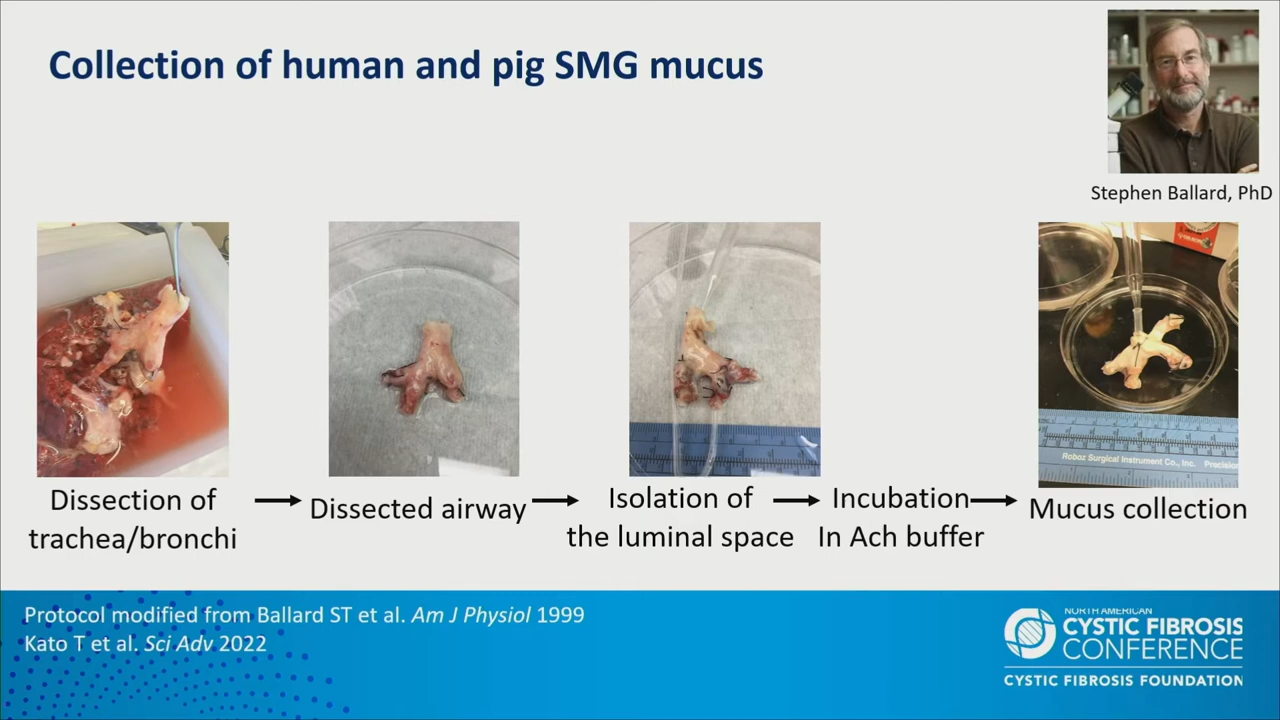 Collection of human and pig SMG mucus
Stephen Ballard, PhD
Dissection of
trachea/bronchi
Dissected airway
Isolation of
the luminal space
Incubation
In Ach buffer
Roboz Surgical Instrument Co., Inc. Precision
Mucus collection
Protocol modified from Ballard ST et al. Am J Physiol 1999
Kato T et al. Sci Adv 2022
NORTH AMERICAN
CYSTIC FIBROSIS
CONFERENCE
CYSTIC FIBROSIS FOUNDATION